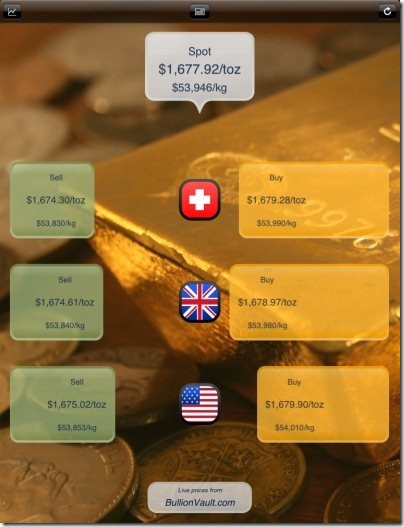 Spot
$1,677.92/toz
$53,946/kg
Sell
$1,674.30/toz
$53,830/kg
Buy
$1,679.28/toz
$53,990/kg
Sell
$1,674.61/toz
$53,840/kg
Buy
$1,678.97/toz
$53,980/kg
Sell
$1,675.02/toz
$53,853/kg
Buy
$1,679.90/toz
$54,010/kg
Live prices from
BullionVault.com